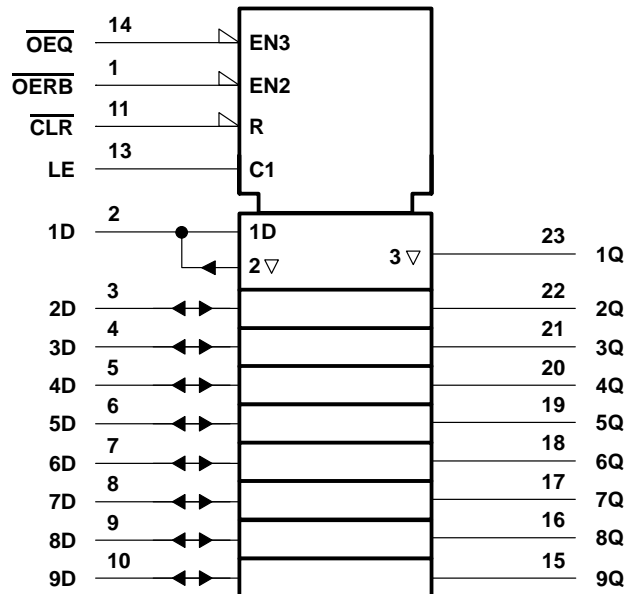 14
OEQ
EN3
1
OERB
EN2
11
CLR
R
13
LE
C1
2
1D
1D
23
2 ▽
3 ▽
1Q
3
22
2D
2Q
4
21
3D
3Q
5
20
4D
4Q
6
19
5D
5Q
7
18
6D
6Q
8
17
7D
7Q
9
16
8D
8Q
10
15
9D
9Q